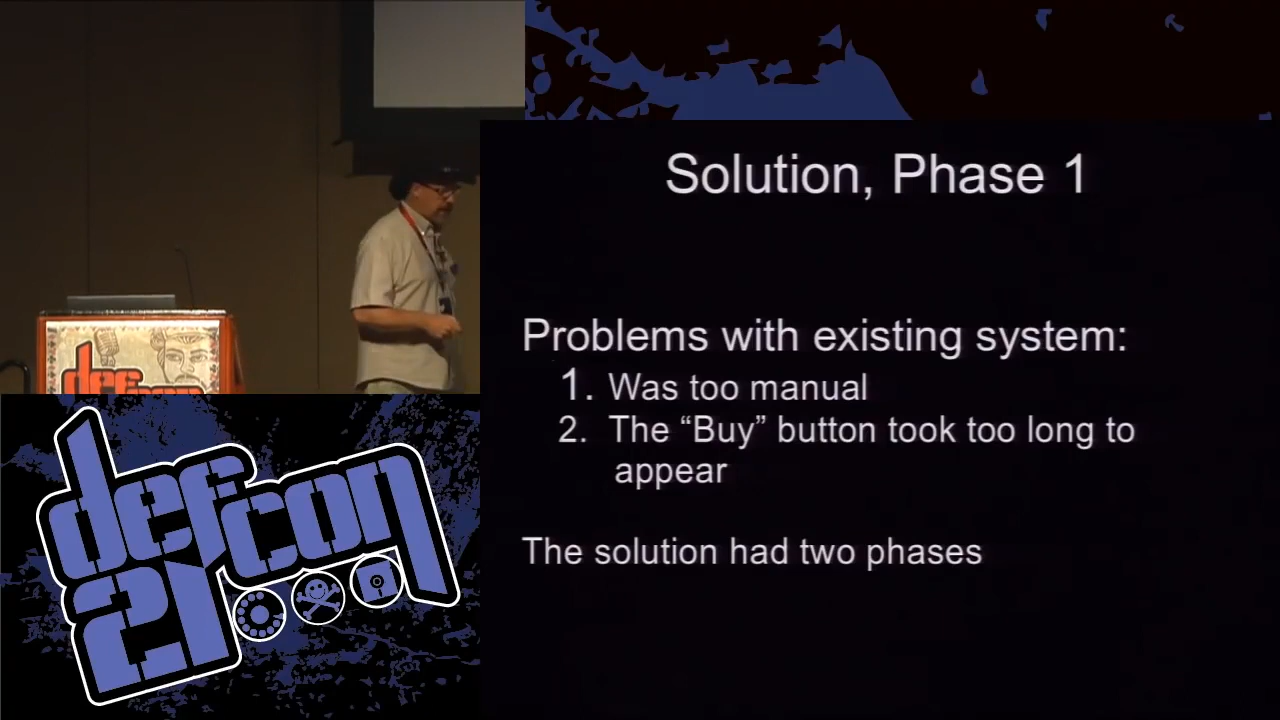 Solution, Phase 1
Problems with existing system:
1. Was too manual
2. The “Buy” button took too long to
appear
The solution had two phases
def
con
defcon
21